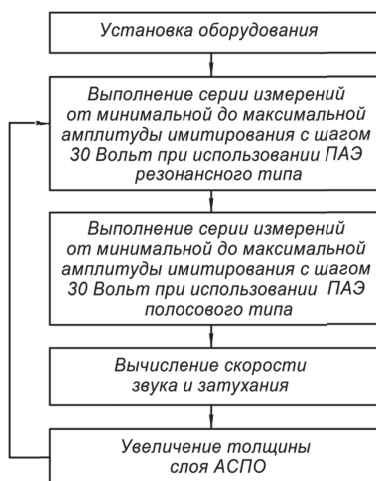 Установка оборудования
Выполнение серии измерений
от минимальной до максимальной
амплитуды имитирования с шагом
30 Вольт при использовании ПАЭ
резонансного типа
Выполнение серии измерений
от минимальной до максимальной
амплитуды имитирования с шагом
30 Вольт при использовании ПАЭ
полосового типа
Вычисление скорости
звука и затухания
Увеличение толщины
слоя АСПО